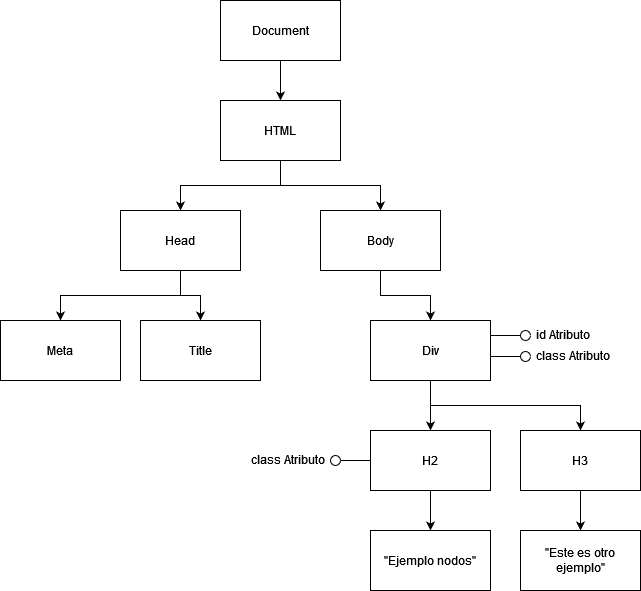 Document
HTML
Head
Body
Meta
Title
Div
id Atributo
class Atributo
class Atributo
H2
H3
"Ejemplo nodos"
"Este es otro
ejemplo"